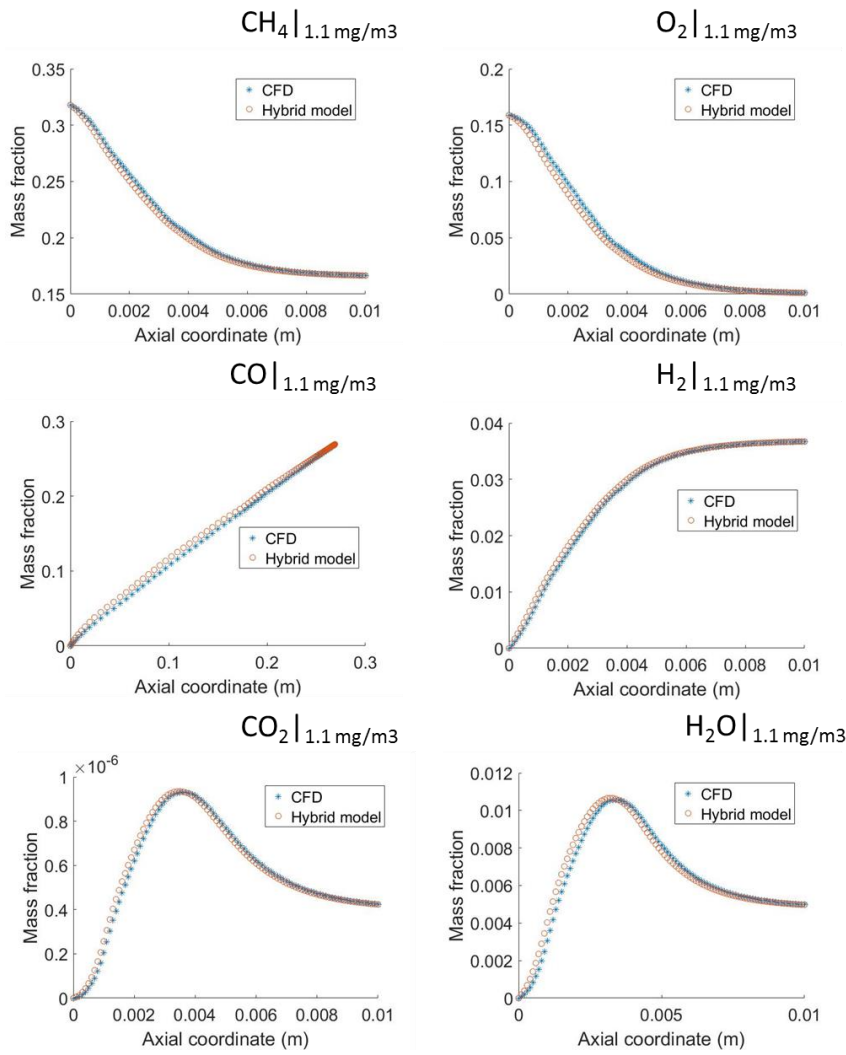 CH4|1.1 mg/m3
0.35
0.3
0.25
0.2
0.15
Mass fraction
CFD
Hybrid model
0 0.002 0.004 0.006 0.008 0.01
Axial coordinate (m)
O2|1.1 mg/m3
0.2
0.15
0.1
0.05
0
Mass fraction
CFD
Hybrid model
0 0.002 0.004 0.006 0.008 0.01
Axial coordinate (m)
CO|1.1 mg/m3
0.3
0.2
0.1
0
Mass fraction
CFD
Hybrid model
0 0.1 0.2 0.3
Axial coordinate (m)
H2|1.1 mg/m3
0.04
0.03
0.02
0.01
0
Mass fraction
CFD
Hybrid model
0 0.002 0.004 0.006 0.008 0.01
Axial coordinate (m)
CO2|1.1 mg/m3
×10-6
1
0.8
0.6
0.4
0.2
0
Mass fraction
CFD
Hybrid model
0 0.002 0.004 0.006 0.008 0.01
Axial coordinate (m)
H2O|1.1 mg/m3
0.012
0.01
0.008
0.006
0.004
0.002
0
Mass fraction
CFD
Hybrid model
0 0.005 0.01
Axial coordinate (m)